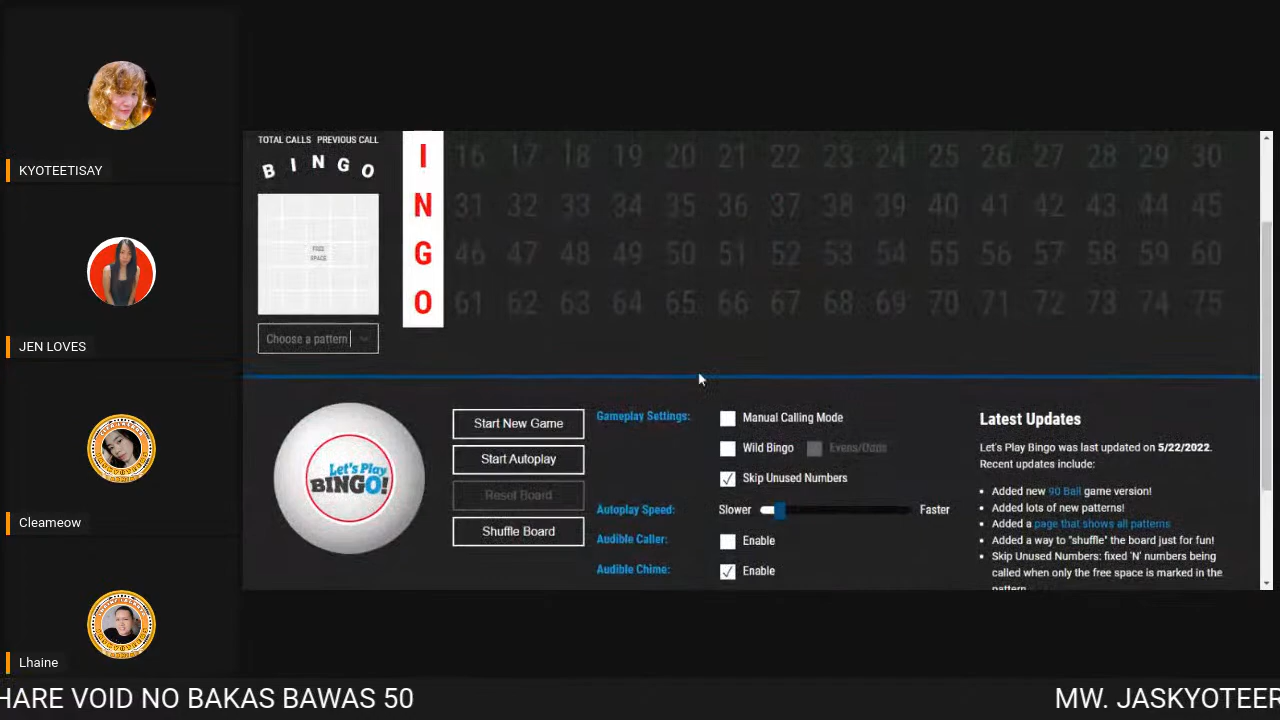 KYOTEETISAY
JEN LOVES
Cleameow
Lhaine
TOTAL CALLS PREVIOUS CALL
B I N G O
FREE
SPACE
Choose a pattern
I 16 17 18 19 20 21 22 23 24 25 26 27 28 29 30
N 31 32 33 34 35 36 37 38 39 40 41 42 43 44 45
G 46 47 48 49 50 51 52 53 54 55 56 57 58 59 60
O 61 62 63 64 65 66 67 68 69 70 71 72 73 74 75
Let's Play
BINGO!
Start New Game
Start Autoplay
Reset Board
Shuffle Board
Gameplay Settings:
Manual Calling Mode
Wild Bingo Evens/Odds
Skip Unused Numbers
Autoplay Speed: Slower Faster
Audible Caller: Enable
Audible Chime: Enable
Latest Updates
Let's Play Bingo was last updated on 5/22/2022.
Recent updates include:
Added new 90 Ball game version!
Added lots of new patterns!
Added a page that shows all patterns
Added a way to "shuffle" the board just for fun!
Skip Unused Numbers: fixed 'N' numbers being
called when only the free space is marked in the
pattern
HARE VOID NO BAKAS BAWAS 50 MW. JASKYOTEER